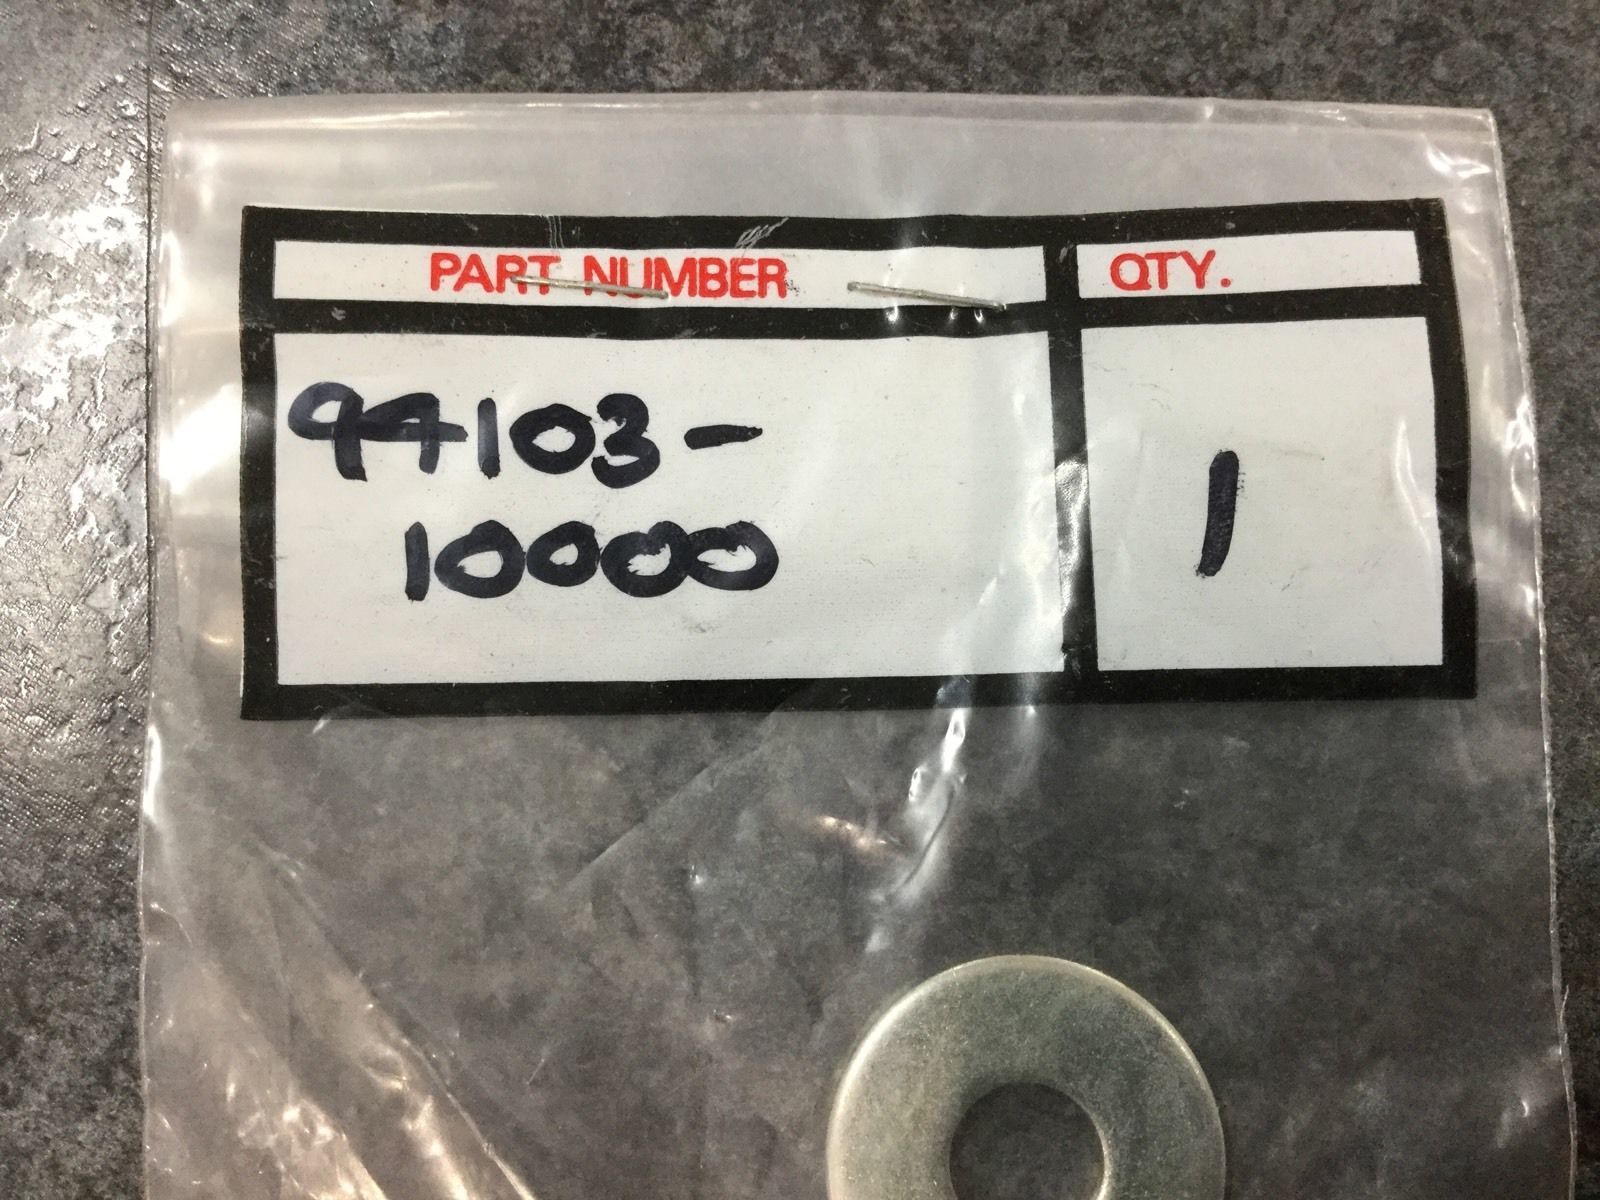 PART NUMBER QTY.
94103-
10000
1